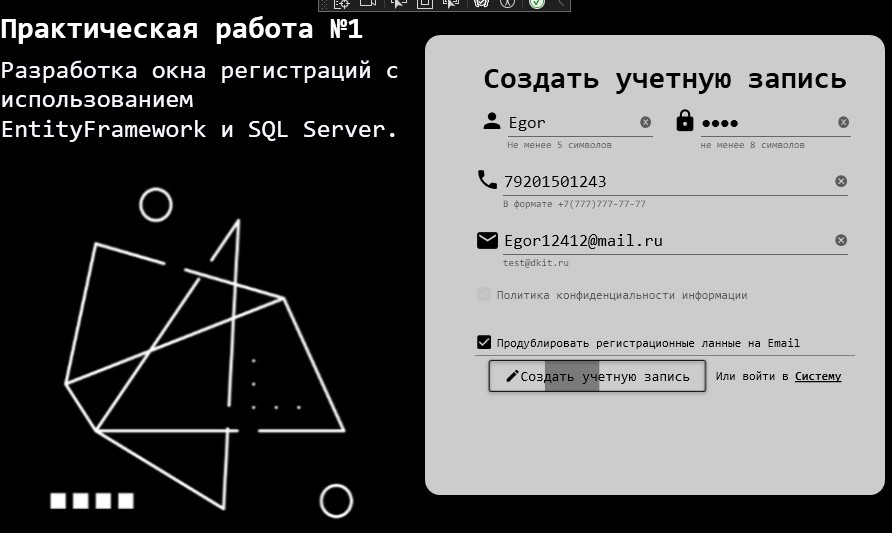 Практическая работа №1
Разработка окна регистраций с
использованием
EntityFramework и SQL Server.
Создать учетную запись
Egor
●●●●
Не менее 5 символов
не менее 8 символов
79201501243
В формате +7(777)777-77-77
Egor12412@mail.ru
test@dkit.ru
Политика конфиденциальности информации
Продублировать регистрационные ланные на Email
Создать учетную запись
Или войти в Систему